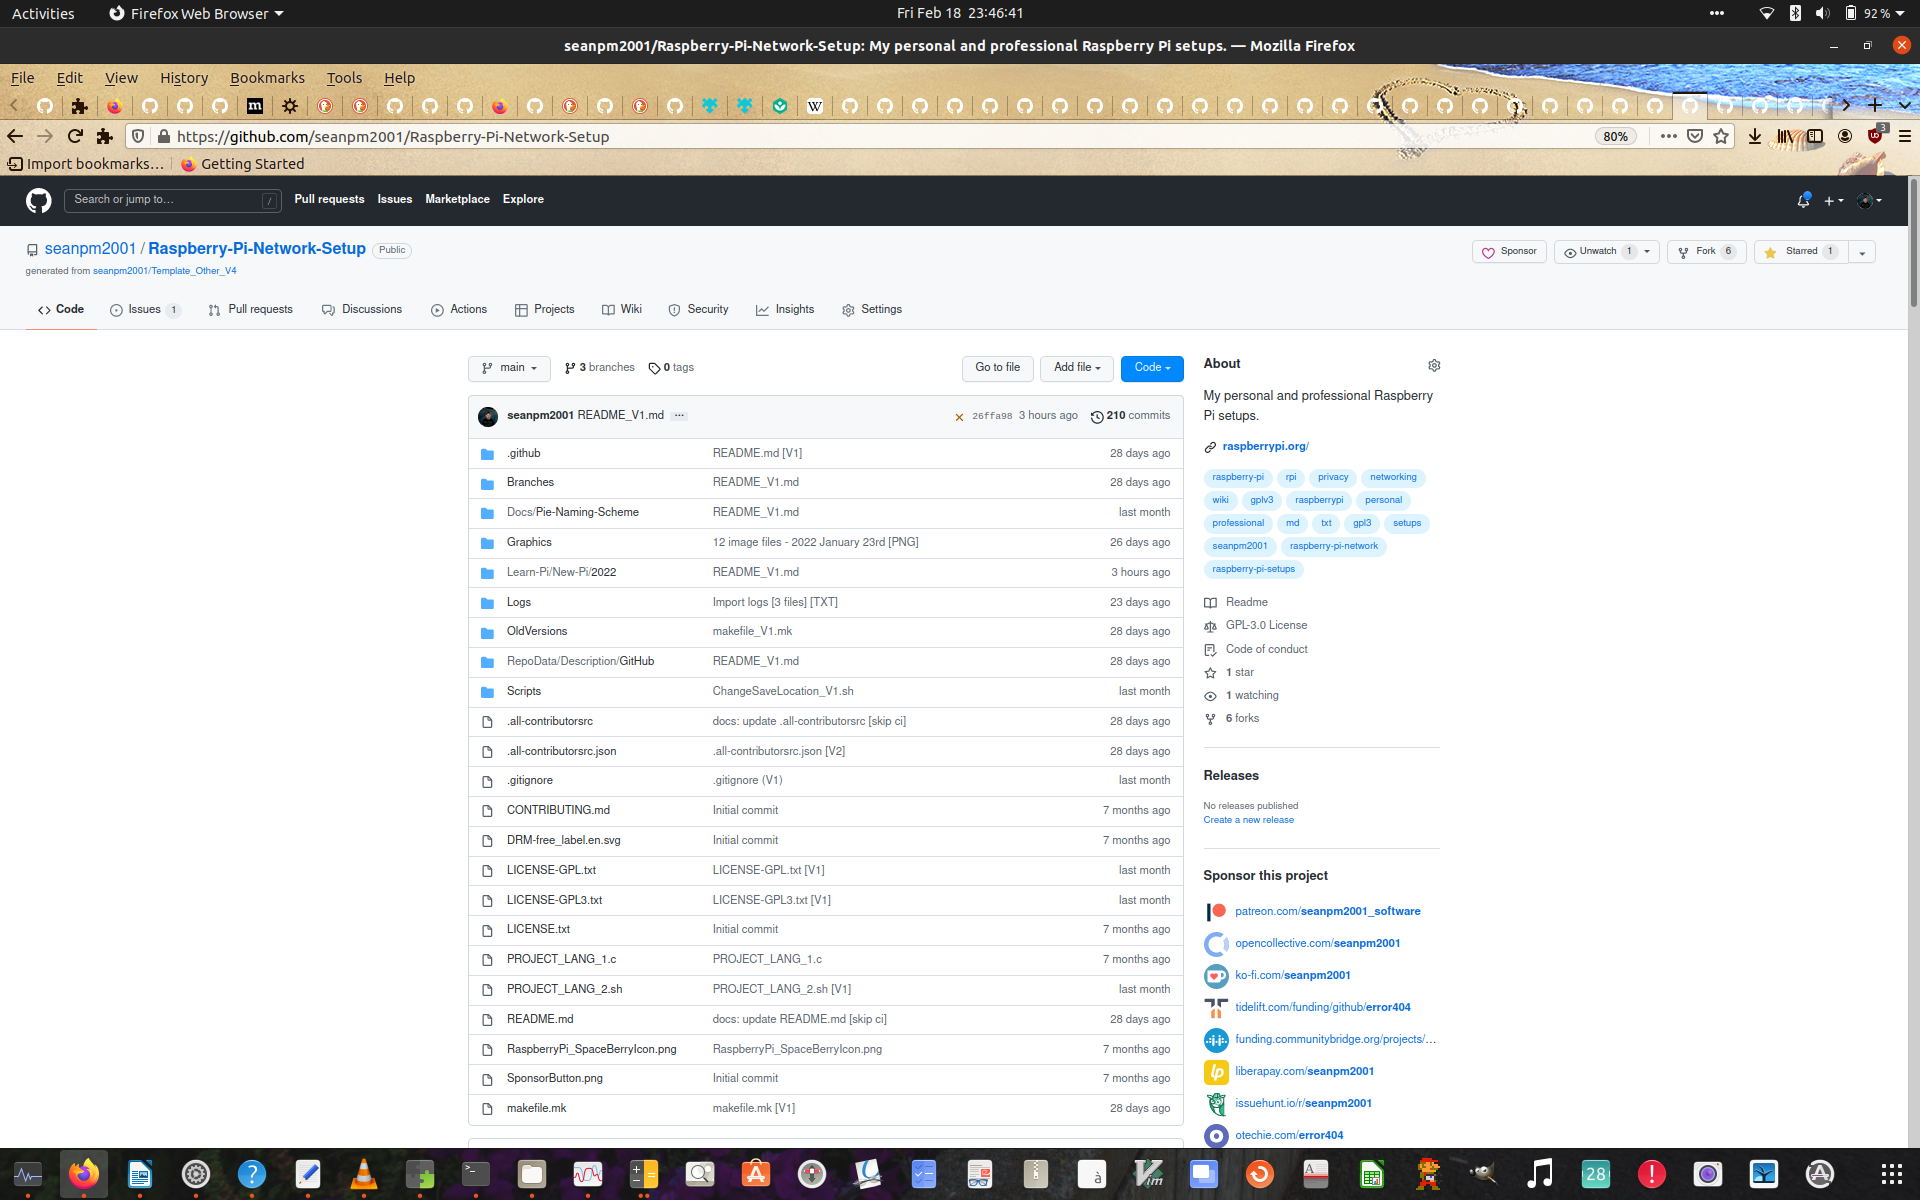 Activities Firefox Web Browser Fri Feb 18 23:46:41 92 %
seanpm2001/Raspberry-Pi-Network-Setup: My personal and professional Raspberry Pi setups. — Mozilla Firefox
File Edit View History Bookmarks Tools Help
https://github.com/seanpm2001/Raspberry-Pi-Network-Setup 80% 3
Import bookmarks… Getting Started
Search or jump to… / Pull requests Issues Marketplace Explore
seanpm2001 / Raspberry-Pi-Network-Setup Public Sponsor Unwatch 1 Fork 6 Starred 1
generated from seanpm2001/Template_Other_V4
Code Issues 1 Pull requests Discussions Actions Projects Wiki Security Insights Settings
main 3 branches 0 tags Go to file Add file Code
seanpm2001 README_V1.md ... 26ffa98 3 hours ago 210 commits
.github README.md [V1] 28 days ago
Branches README_V1.md 28 days ago
Docs/Pie-Naming-Scheme README_V1.md last month
Graphics 12 image files - 2022 January 23rd [PNG] 26 days ago
Learn-Pi/New-Pi/2022 README_V1.md 3 hours ago
Logs Import logs [3 files] [TXT] 23 days ago
OldVersions makefile_V1.mk 28 days ago
RepoData/Description/GitHub README_V1.md 28 days ago
Scripts ChangeSaveLocation_V1.sh last month
.all-contributorsrc docs: update .all-contributorsrc [skip ci] 28 days ago
.all-contributorsrc.json .all-contributorsrc.json [V2] 28 days ago
.gitignore .gitignore (V1) last month
CONTRIBUTING.md Initial commit 7 months ago
DRM-free_label.en.svg Initial commit 7 months ago
LICENSE-GPL.txt LICENSE-GPL.txt [V1] last month
LICENSE-GPL3.txt LICENSE-GPL3.txt [V1] last month
LICENSE.txt Initial commit 7 months ago
PROJECT_LANG_1.c PROJECT_LANG_1.c 7 months ago
PROJECT_LANG_2.sh PROJECT_LANG_2.sh [V1] last month
README.md docs: update README.md [skip ci] 28 days ago
RaspberryPi_SpaceBerryIcon.png RaspberryPi_SpaceBerryIcon.png 7 months ago
SponsorButton.png Initial commit 7 months ago
makefile.mk makefile.mk [V1] 28 days ago
About
My personal and professional Raspberry
Pi setups.
raspberrypi.org/
raspberry-pi rpi privacy networking
wiki gplv3 raspberrypi personal
professional md txt gpl3 setups
seanpm2001 raspberry-pi-network
raspberry-pi-setups
Readme
GPL-3.0 License
Code of conduct
1 star
1 watching
6 forks
Releases
No releases published
Create a new release
Sponsor this project
patreon.com/seanpm2001_software
opencollective.com/seanpm2001
ko-fi.com/seanpm2001
tidelift.com/funding/github/error404
funding.communitybridge.org/projects/…
liberapay.com/seanpm2001
issuehunt.io/r/seanpm2001
otechie.com/error404
28